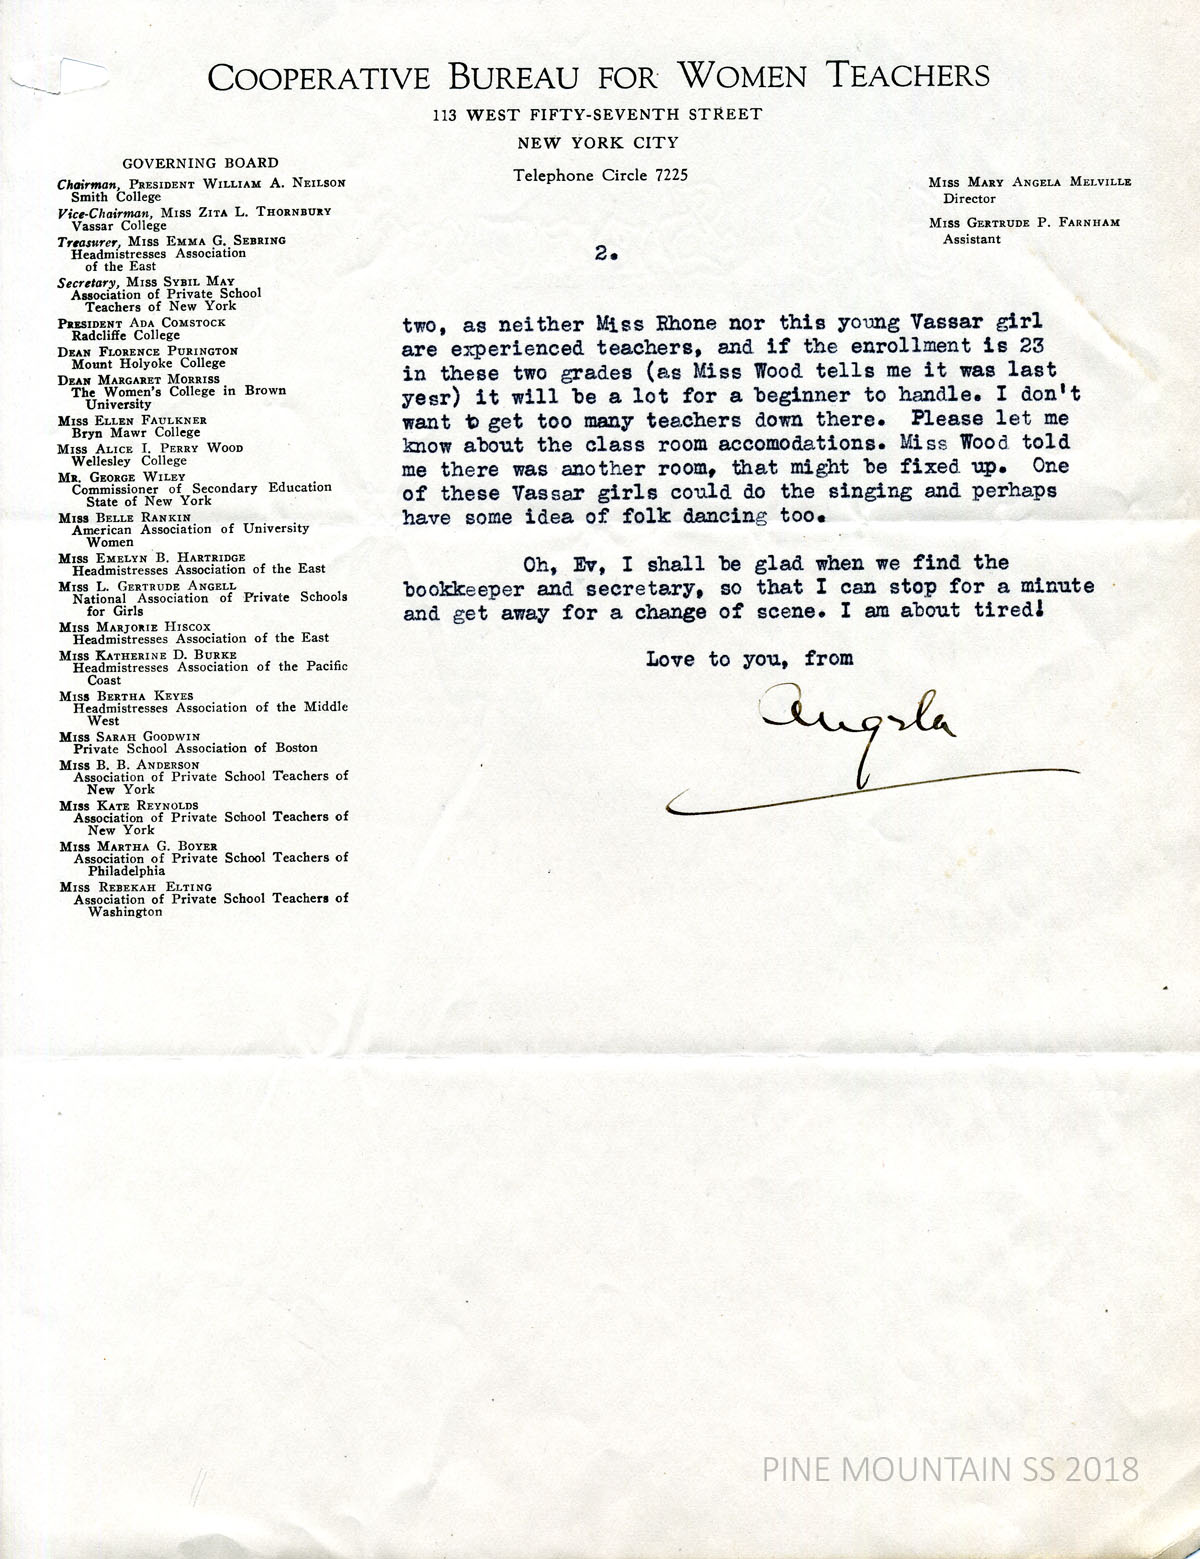 COOPERATIVE BUREAU FOR WOMEN TEACHERS
113 WEST FIFTY-SEVENTH STREET
NEW YORK CITY
Telephone Circle 7225
GOVERNING BOARD
Chairman, PRESIDENT WILLIAM A. NEILSON
Smith College
Vice-Chairman, MISS ZITA L. THORNBURY
Vassar College
Treasurer, MISS EMMA G. SEBRING
Headmistresses Association
of the East
Secretary, MISS SYBIL MAY
Association of Private School
Teachers of New York
PRESIDENT ADA COMSTOCK
Radcliffe College
DEAN FLORENCE PURINGTON
Mount Holyoke College
DEAN MARGARET MORRISS
The Women's College in Brown
University
MISS ELLEN FAULKNER
Bryn Mawr College
MISS ALICE I. PERRY WOOD
Wellesley College
MR. GEORGE WILEY
Commissioner of Secondary Education
State of New York
MISS BELLE RANKIN
American Association of University
Women
MISS EMELYN B. HARTRIDGE
Headmistresses Association of the East
MISS L. GERTRUDE ANGELL
National Association of Private Schools
for Girls
MISS MARJORIE HISCOX
Headmistresses Association of the East
MISS KATHERINE D. BURKE
Headmistresses Association of the Pacific
Coast
MISS BERTHA KEYES
Headmistresses Association of the Middle
West
MISS SARAH GOODWIN
Private School Association of Boston
MISS B. B. ANDERSON
Association of Private School Teachers of
New York
MISS KATE REYNOLDS
Association of Private School Teachers of
New York
MISS MARTHA G. BOYER
Association of Private School Teachers of
Philadelphia
MISS REBEKAH ELTING
Association of Private School Teachers of
Washington
MISS MARY ANGELA MELVILLE
Director
MISS GERTRUDE P. FARNHAM
Assistant
2.
two, as neither Miss Rhone nor this young Vassar girl
are experienced teachers, and if the enrollment is 23
in these two grades (as Miss Wood tells me it was last
yesr) it will be a lot for a beginner to handle. I don't
want to get too many teachers down there. Please let me
know about the class room accomodations. Miss Wood told
me there was another room, that might be fixed up. One
of these Vassar girls could do the singing and perhaps
have some idea of folk dancing too.
Oh, Ev, I shall be glad when we find the
bookkeeper and secretary, so that I can stop for a minute
and get away for a change of scene. I am about tired!
Love to you, from
Angela
PINE MOUNTAIN SS 2018